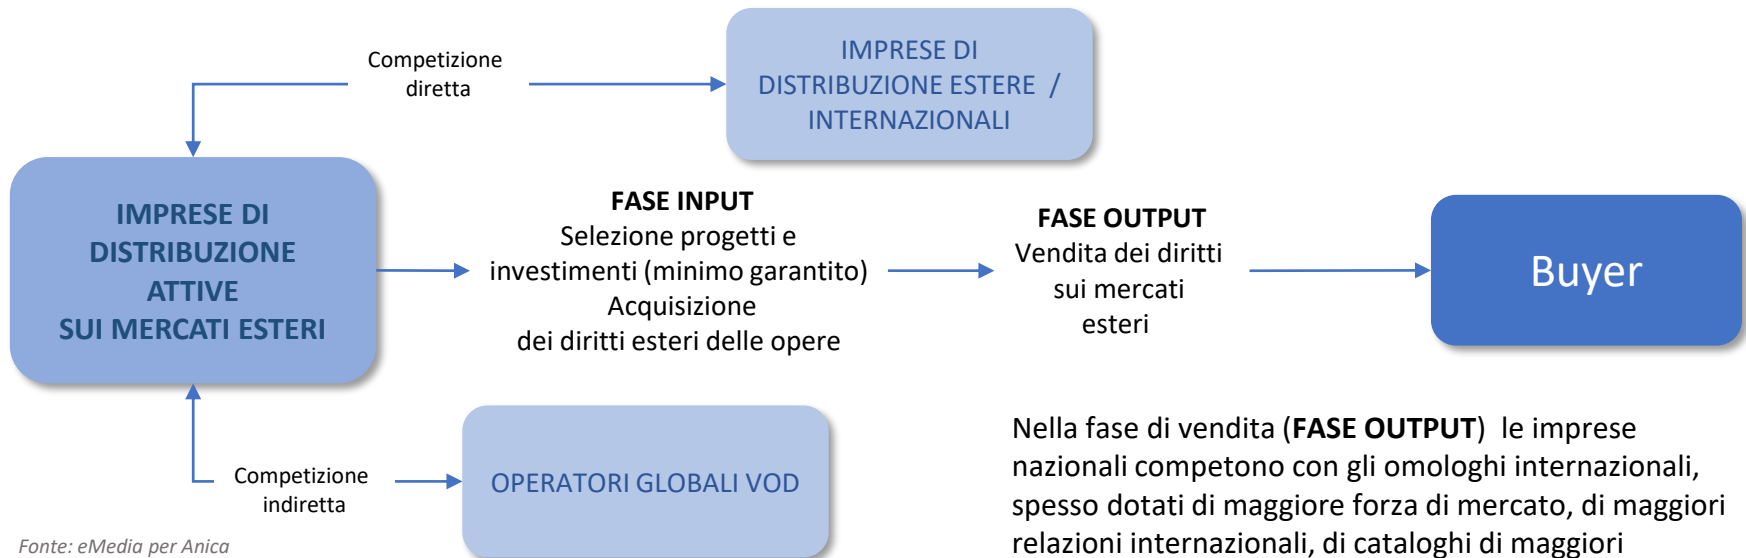 Competizione
diretta
IMPRESE DI
DISTRIBUZIONE ESTERE /
INTERNAZIONALI
IMPRESE DI
DISTRIBUZIONE
ATTIVE
SUI MERCATI ESTERI
FASE INPUT
Selezione progetti e
investimenti (minimo garantito)
Acquisizione
dei diritti esteri delle opere
FASE OUTPUT
Vendita dei diritti
sui mercati
esteri
Buyer
Competizione
indiretta
OPERATORI GLOBALI VOD
Nella fase di vendita (FASE OUTPUT) le imprese
nazionali competono con gli omologhi internazionali,
spesso dotati di maggiore forza di mercato, di maggiori
relazioni internazionali, di cataloghi di maggiori
Fonte: eMedia per Anica